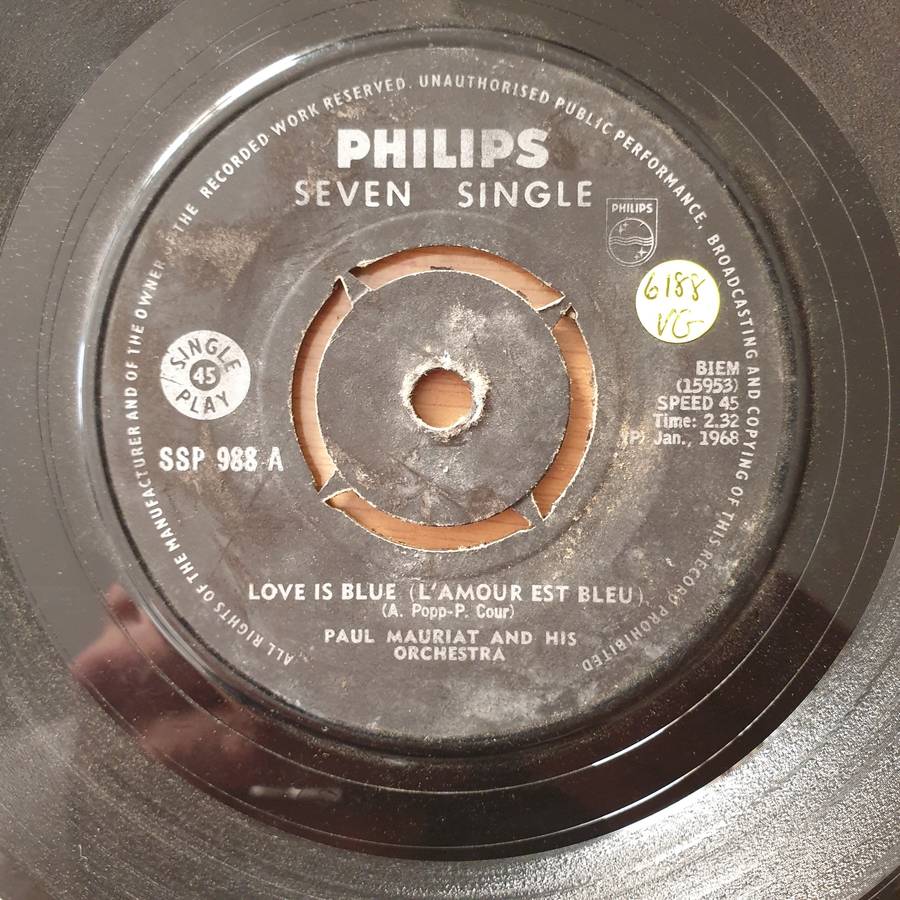 ALL RIGHTS OF THE MANUFACTURER AND OF THE OWNER OF THE RECORDED WORK RESERVED. UNAUTHORISED PUBLIC PERFORMANCE, BROADCASTING AND COPYING OF THIS RECORD PROHIBITED.
PHILIPS
SEVEN SINGLE
PHILIPS
6188
VG
SINGLE
45
PLAY
BIEM
(15953)
SPEED 45
Time: 2.32
(P) Jan., 1968
SSP 988 A
LOVE IS BLUE (L'AMOUR EST BLEU)
(A. Popp-P. Cour)
PAUL MAURIAT AND HIS
ORCHESTRA